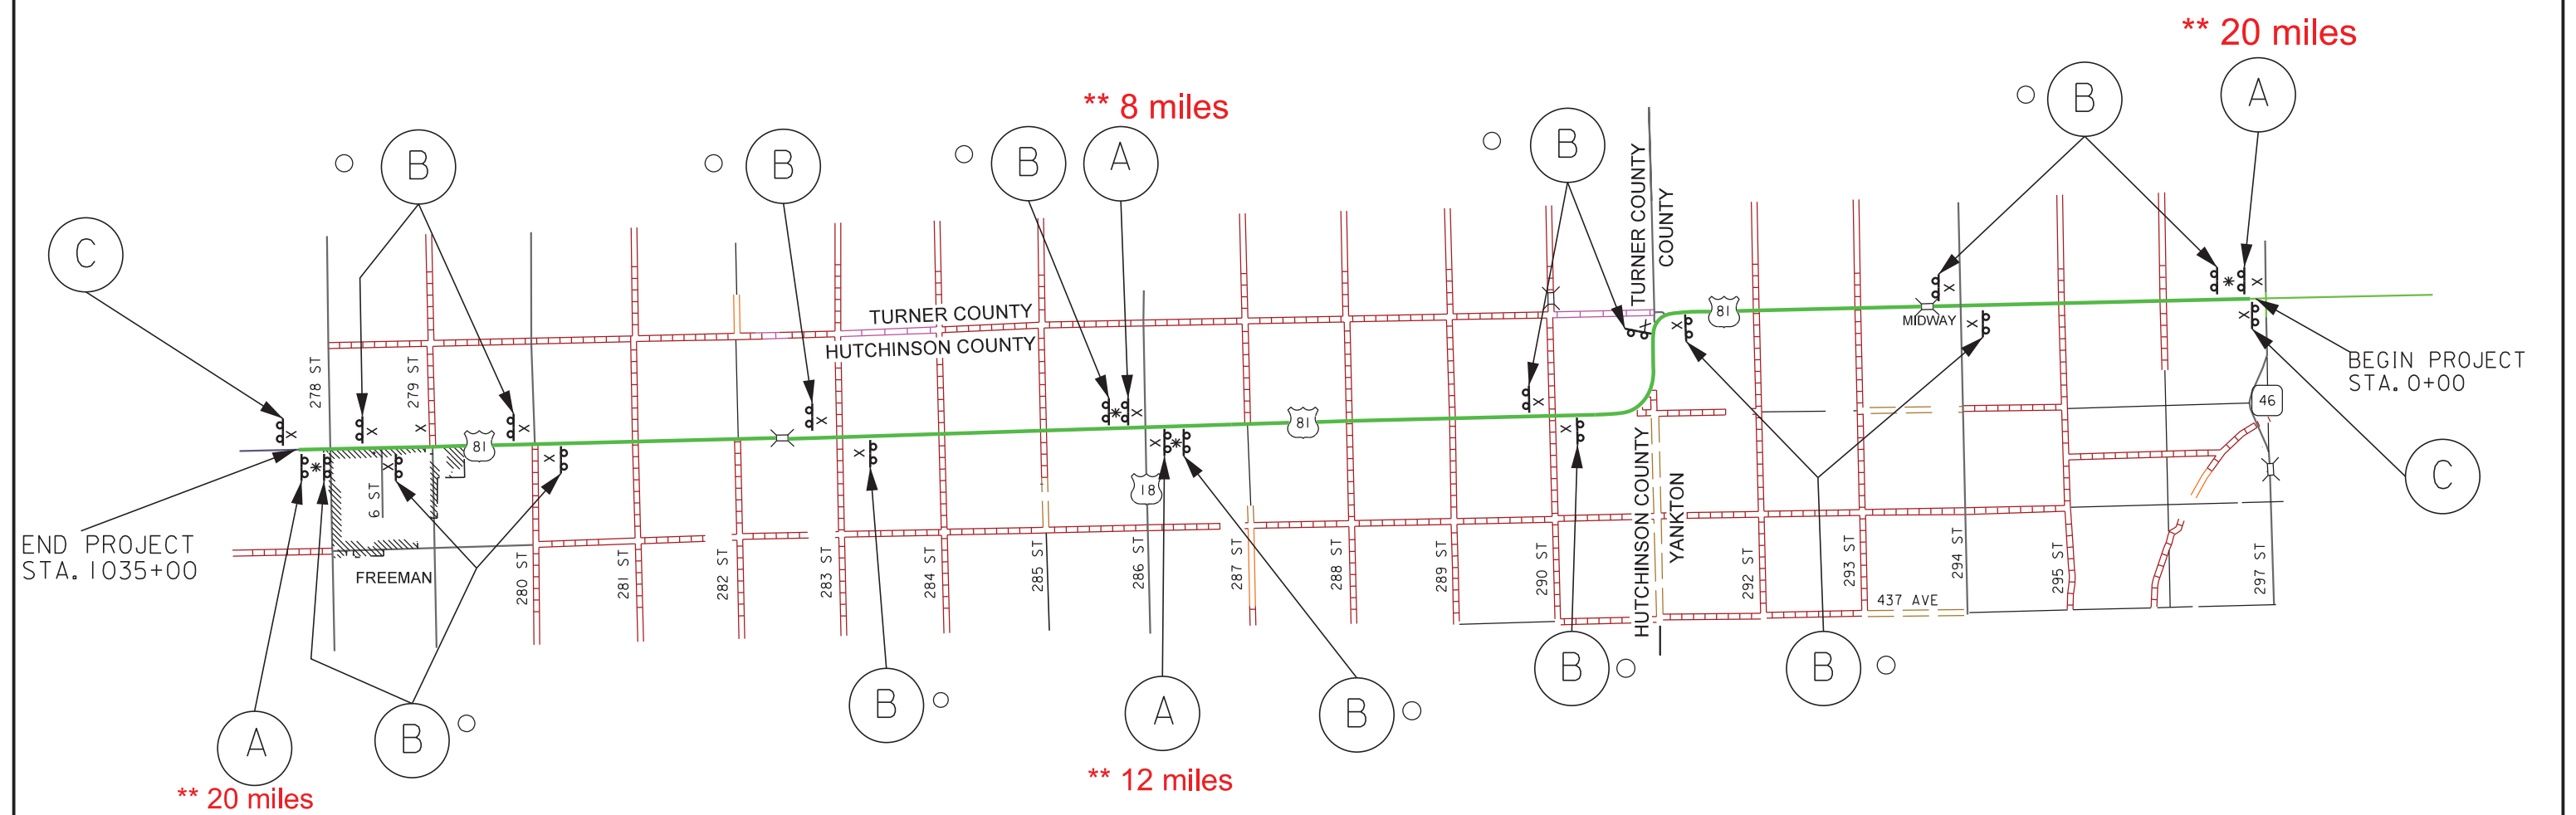 ** 20 miles
** 8 miles
B
A
B
B
B
A
B
C
TURNER COUNTY
COUNTY
TURNER COUNTY
HUTCHINSON COUNTY
81
MIDWAY
BEGIN PROJECT
STA. 0+00
278 ST
279 ST
81
81
46
6 ST
18
C
END PROJECT
STA. 1035+00
FREEMAN
280 ST
281 ST
282 ST
283 ST
284 ST
285 ST
286 ST
287 ST
288 ST
289 ST
290 ST
HUTCHINSON COUNTY
YANKTON
292 ST
293 ST
294 ST
295 ST
297 ST
437 AVE
A
B
B
A
B
B
B
** 20 miles
** 12 miles